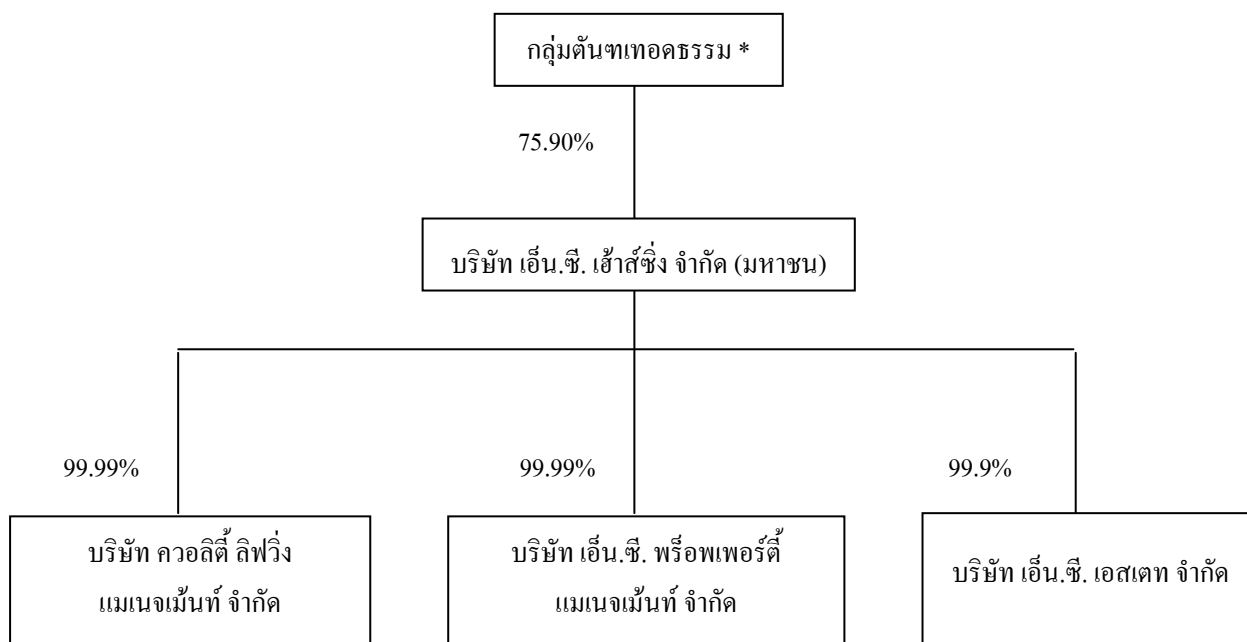 กลุ่มตันฑเทอดธรรม *
75.90%
บริษัท เอ็น.ซี. เฮ้าส์ซิ่ง จำกัด (มหาชน)
99.99%
99.99%
99.9%
บริษัท ควอลิตี้ ลิฟวิ่ง
แมเนจเม้นท์ จำกัด
บริษัท เอ็น.ซี. พร็อพเพอร์ตี้
แมเนจเม้นท์ จำกัด
บริษัท เอ็น.ซี. เอสเตท จำกัด